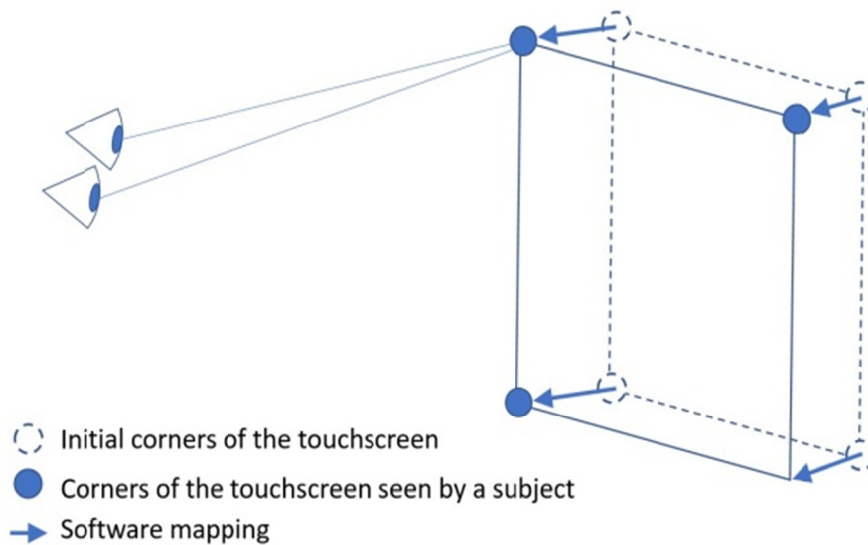 Initial corners of the touchscreen
Corners of the touchscreen seen by a subject
Software mapping